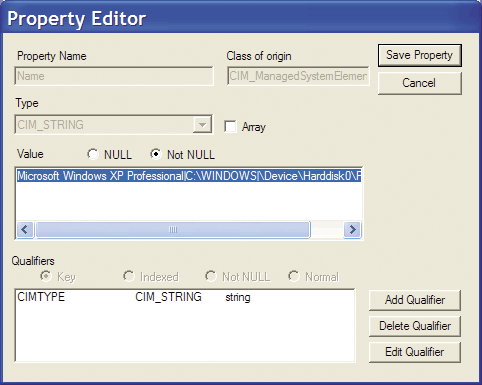 Property Editor
Property Name
Class of origin
Save Property
Name
CIM_ManagedSystemElemer
Cancel
Type
CIM_STRING
Array
Value
NULL
Not NULL
Microsoft Windows XP Professional|C:\WINDOWS|\Device\Harddisk0\P
Qualifiers
Key
Indexed
Not NULL
Normal
CIMTYPE CIM_STRING string
Add Qualifier
Delete Qualifier
Edit Qualifier